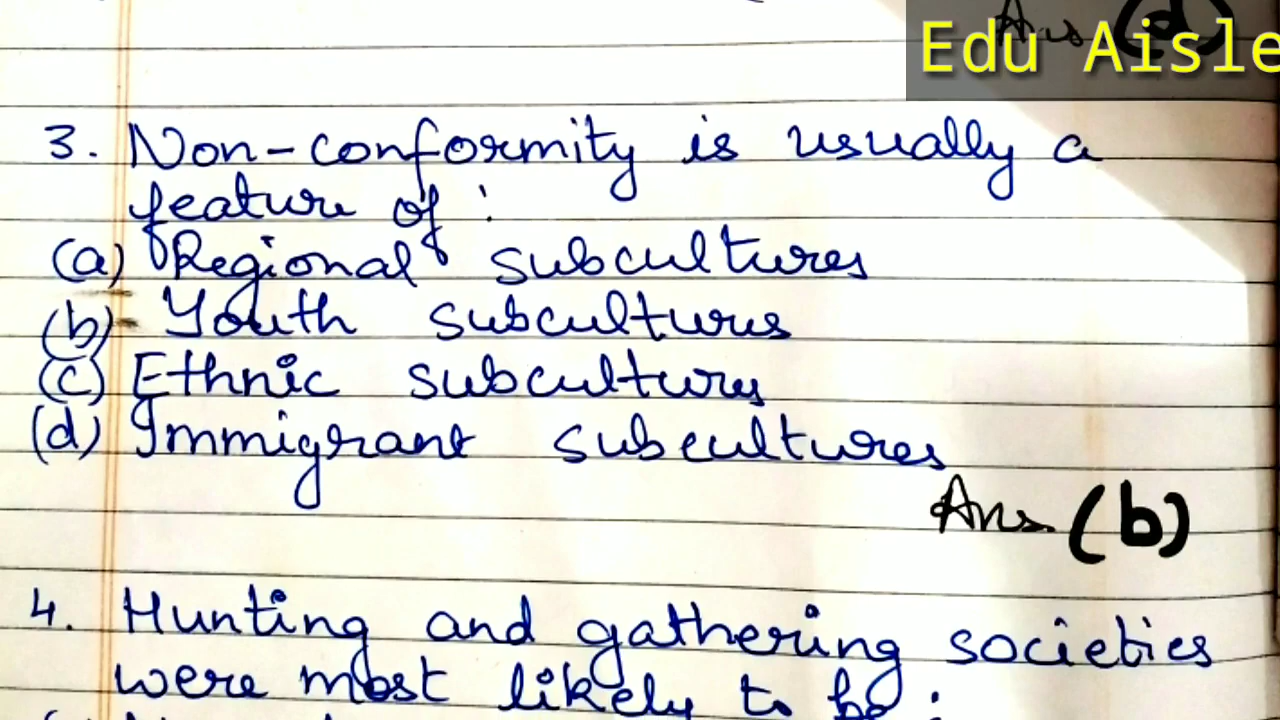 Ans (d)
Edu Aisle
3. Non-conformity is usually a
feature of :
(a) Regional subcultures
(b) Youth subcultures
(c) Ethnic subcultures
(d) Immigrant subcultures
Ans. (b)
4. Hunting and gathering societies
were most likely to be :